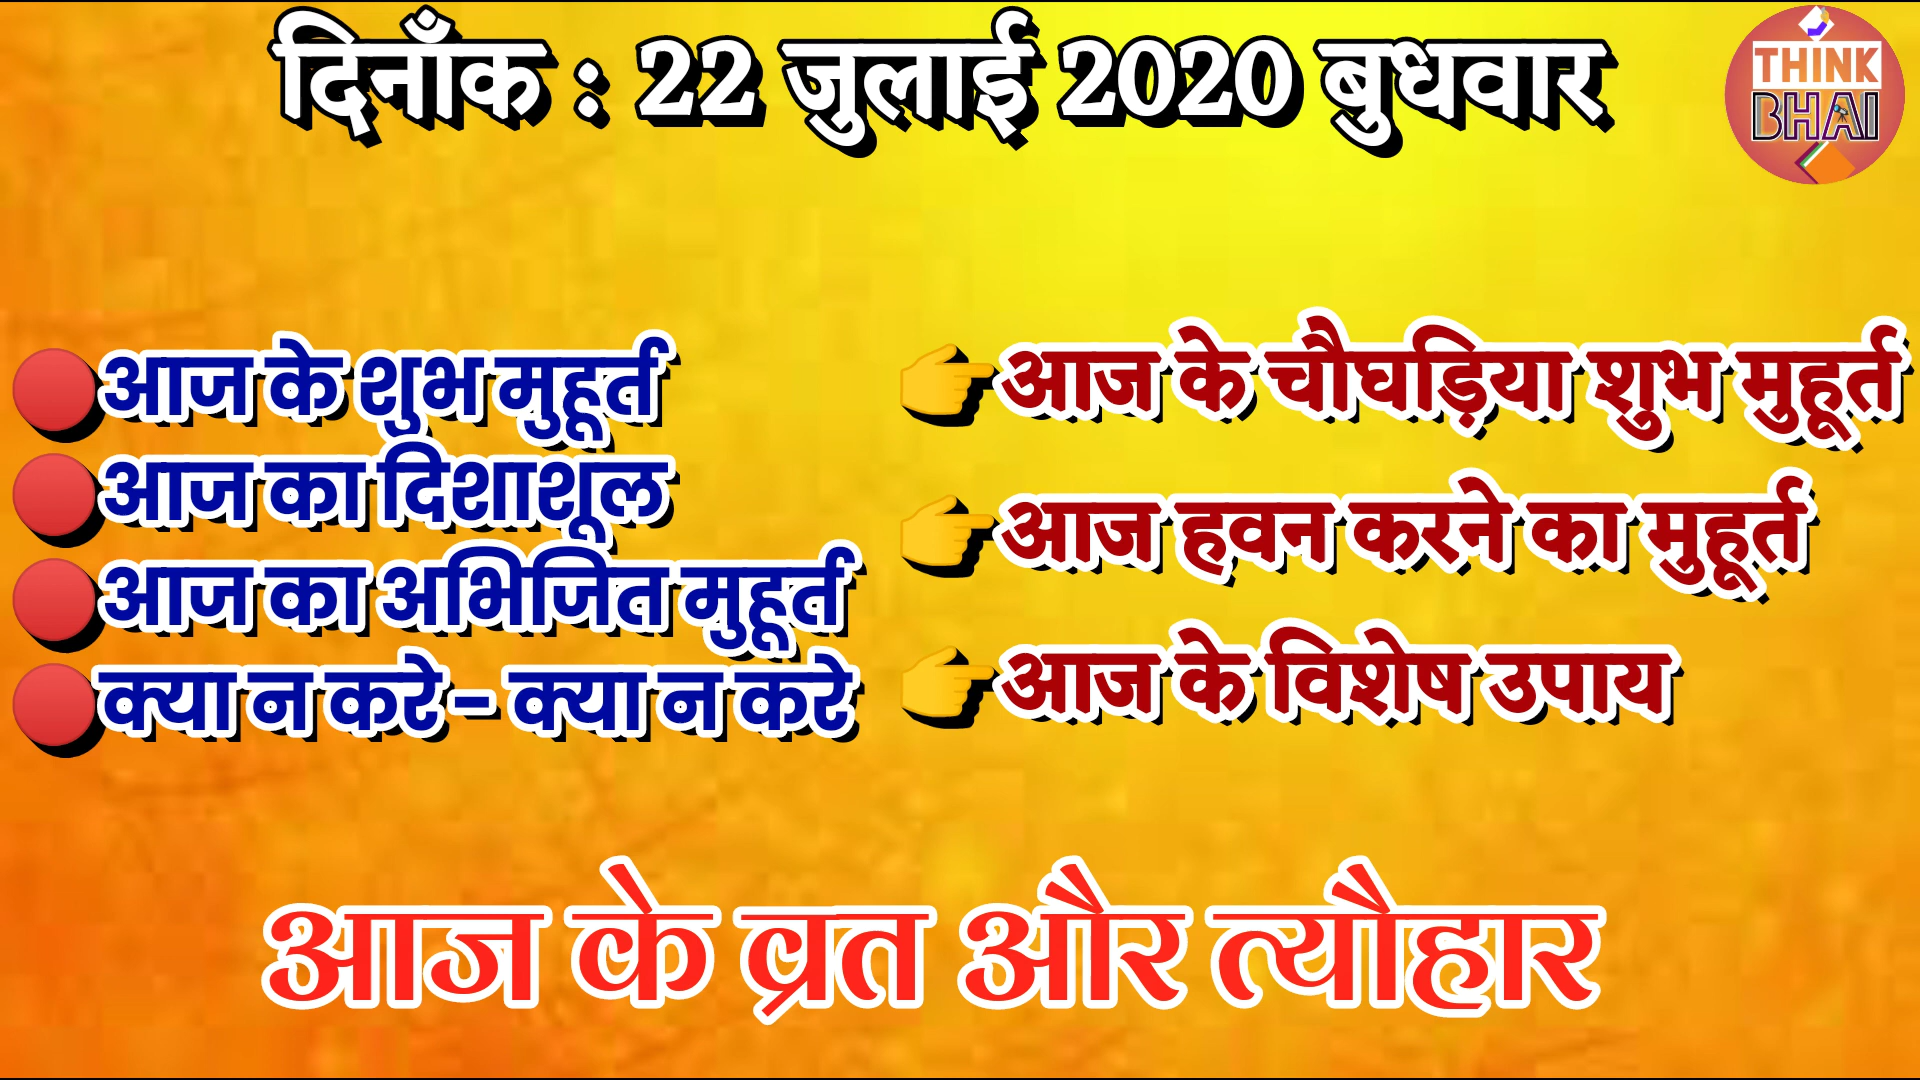 दिनाँक : 22 जुलाई 2020 बुधवार
THINK
BHAI
आज के शुभ मुहूर्त
आज का दिशाशूल
आज का अभिजित मुहूर्त
क्या न करे - क्या न करे
आज के चौघड़िया शुभ मुहूर्त
आज हवन करने का मुहूर्त
आज के विशेष उपाय
आज के व्रत और त्यौहार